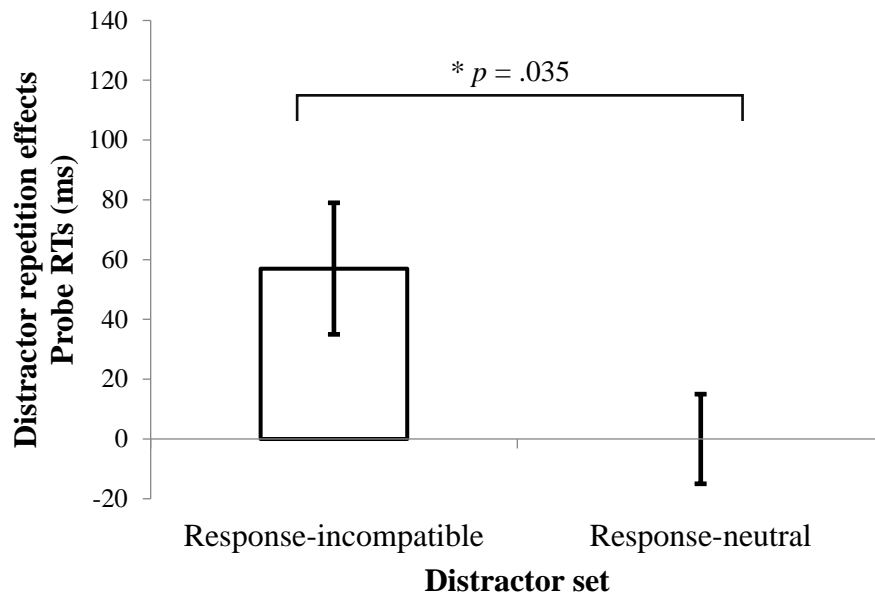 Distractor repetition effects
Probe RTs (ms)
140
120
100
80
60
40
20
0
-20
* p = .035
Response-incompatible
Response-neutral
Distractor set